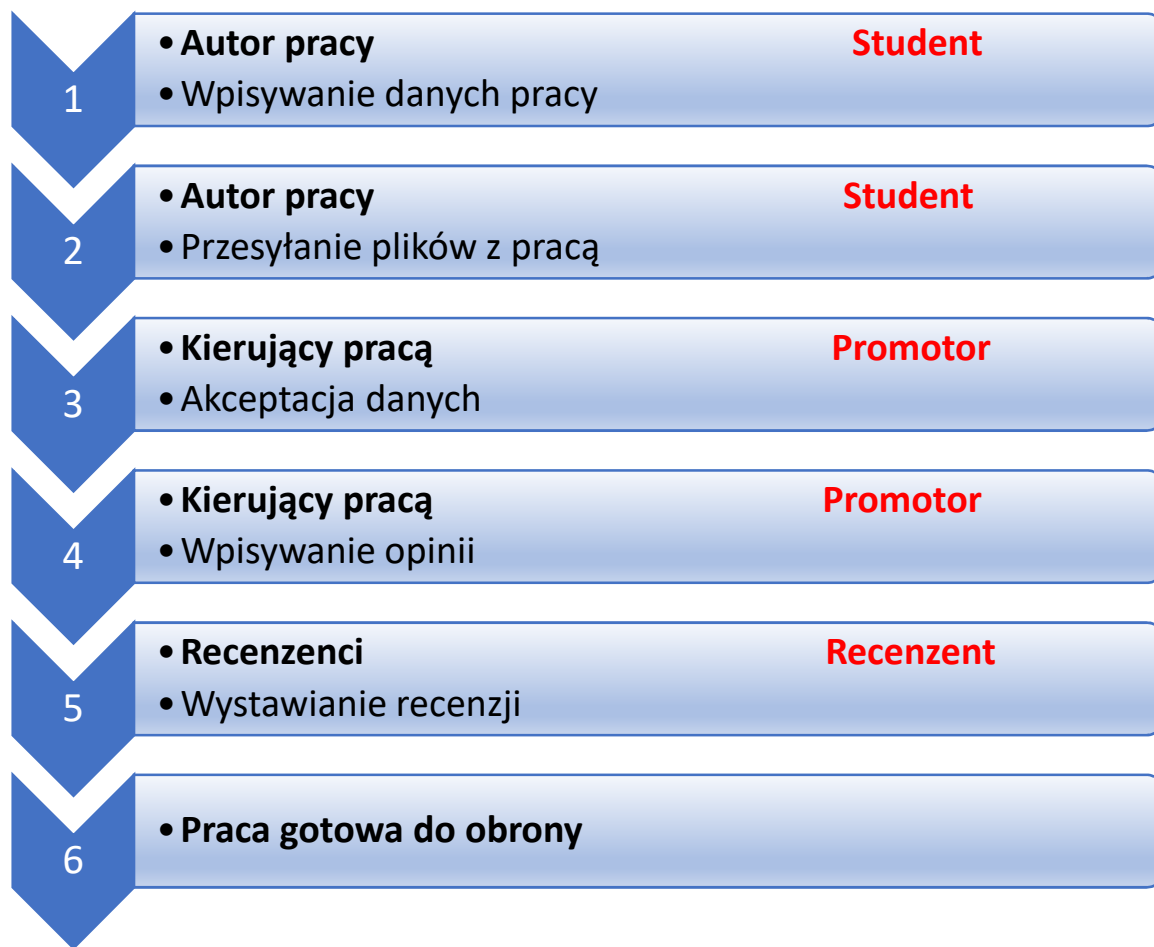 1
• Autor pracy Student
• Wpisywanie danych pracy
2
• Autor pracy Student
• Przesyłanie plików z pracą
3
• Kierujący pracą Promotor
• Akceptacja danych
4
• Kierujący pracą Promotor
• Wpisywanie opinii
5
• Recenzenci Recenzent
• Wystawianie recenzji
6
• Praca gotowa do obrony